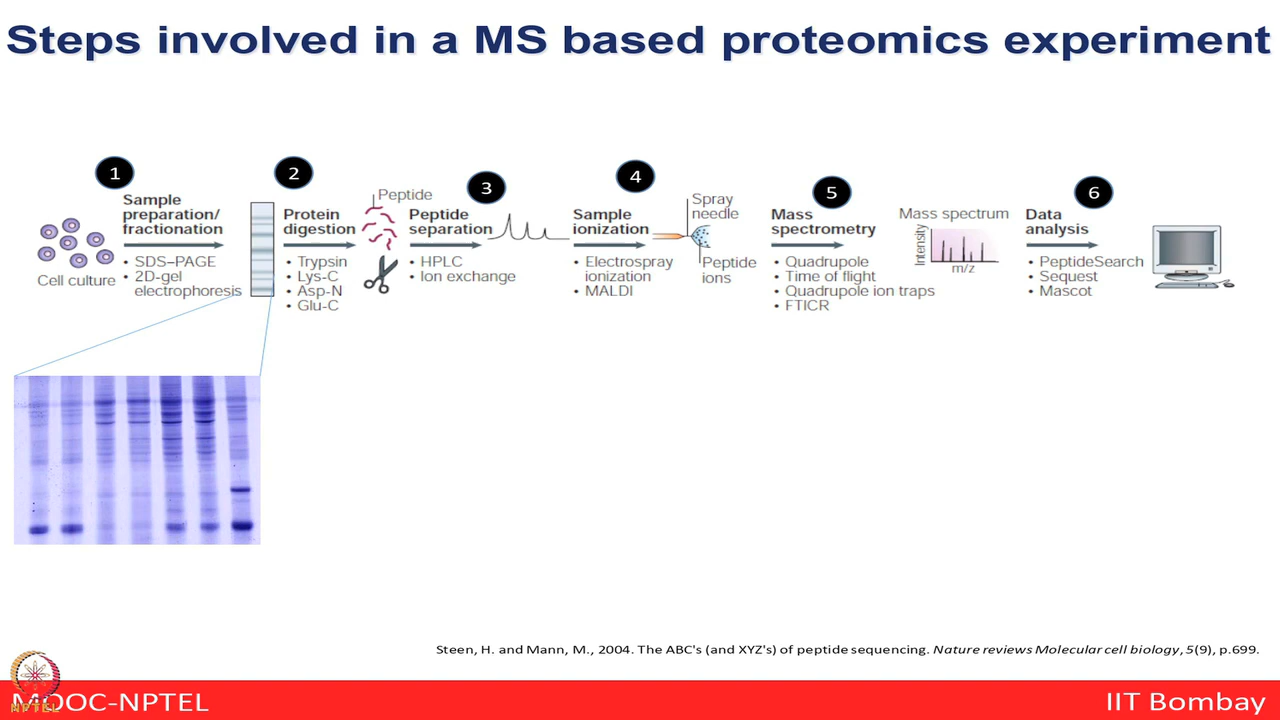 Steps involved in a MS based proteomics experiment
1
Sample
preparation/
fractionation
• SDS–PAGE
• 2D-gel
electrophoresis
Cell culture
2
Protein
digestion
• Trypsin
• Lys-C
• Asp-N
• Glu-C
Peptide
3
Peptide
separation
• HPLC
• Ion exchange
4
Sample
ionization
• Electrospray
ionization
• MALDI
Spray
needle
Peptide
ions
5
Mass
spectrometry
• Quadrupole
• Time of flight
• Quadrupole ion traps
• FTICR
Mass spectrum
Intensity
m/z
6
Data
analysis
• PeptideSearch
• Sequest
• Mascot
Steen, H. and Mann, M., 2004. The ABC's (and XYZ's) of peptide sequencing. Nature reviews Molecular cell biology, 5(9), p.699.
MOOC-NPTEL
NPTEL
IIT Bombay